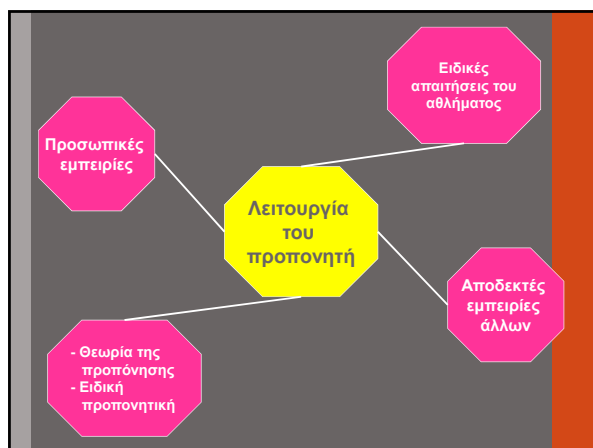 Ειδικές
απαιτήσεις του
αθλήματος
Προσωπικές
εμπειρίες
Λειτουργία
του
προπονητή
Αποδεκτές
εμπειρίες
άλλων
- Θεωρία της
προπόνησης
- Ειδική
προπονητική